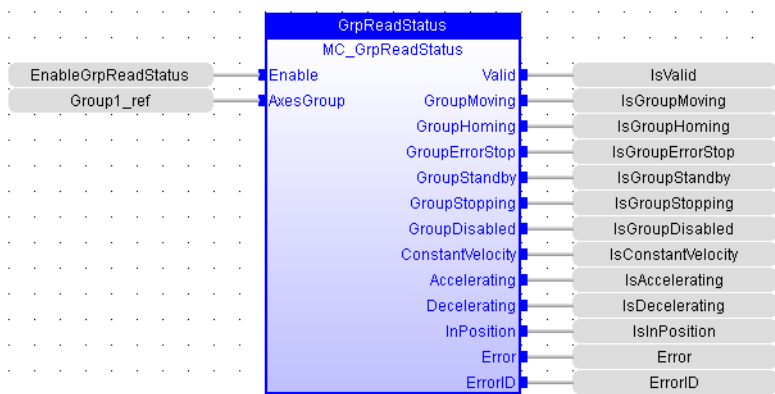 GrpReadStatus
MC_GrpReadStatus
EnableGrpReadStatus Enable Valid IsValid
Group1_ref AxesGroup GroupMoving IsGroupMoving
GroupHoming IsGroupHoming
GroupErrorStop IsGroupErrorStop
GroupStandby IsGroupStandby
GroupStopping IsGroupStopping
GroupDisabled IsGroupDisabled
ConstantVelocity IsConstantVelocity
Accelerating IsAccelerating
Decelerating IsDecelerating
InPosition IsInPosition
Error Error
ErrorID ErrorID